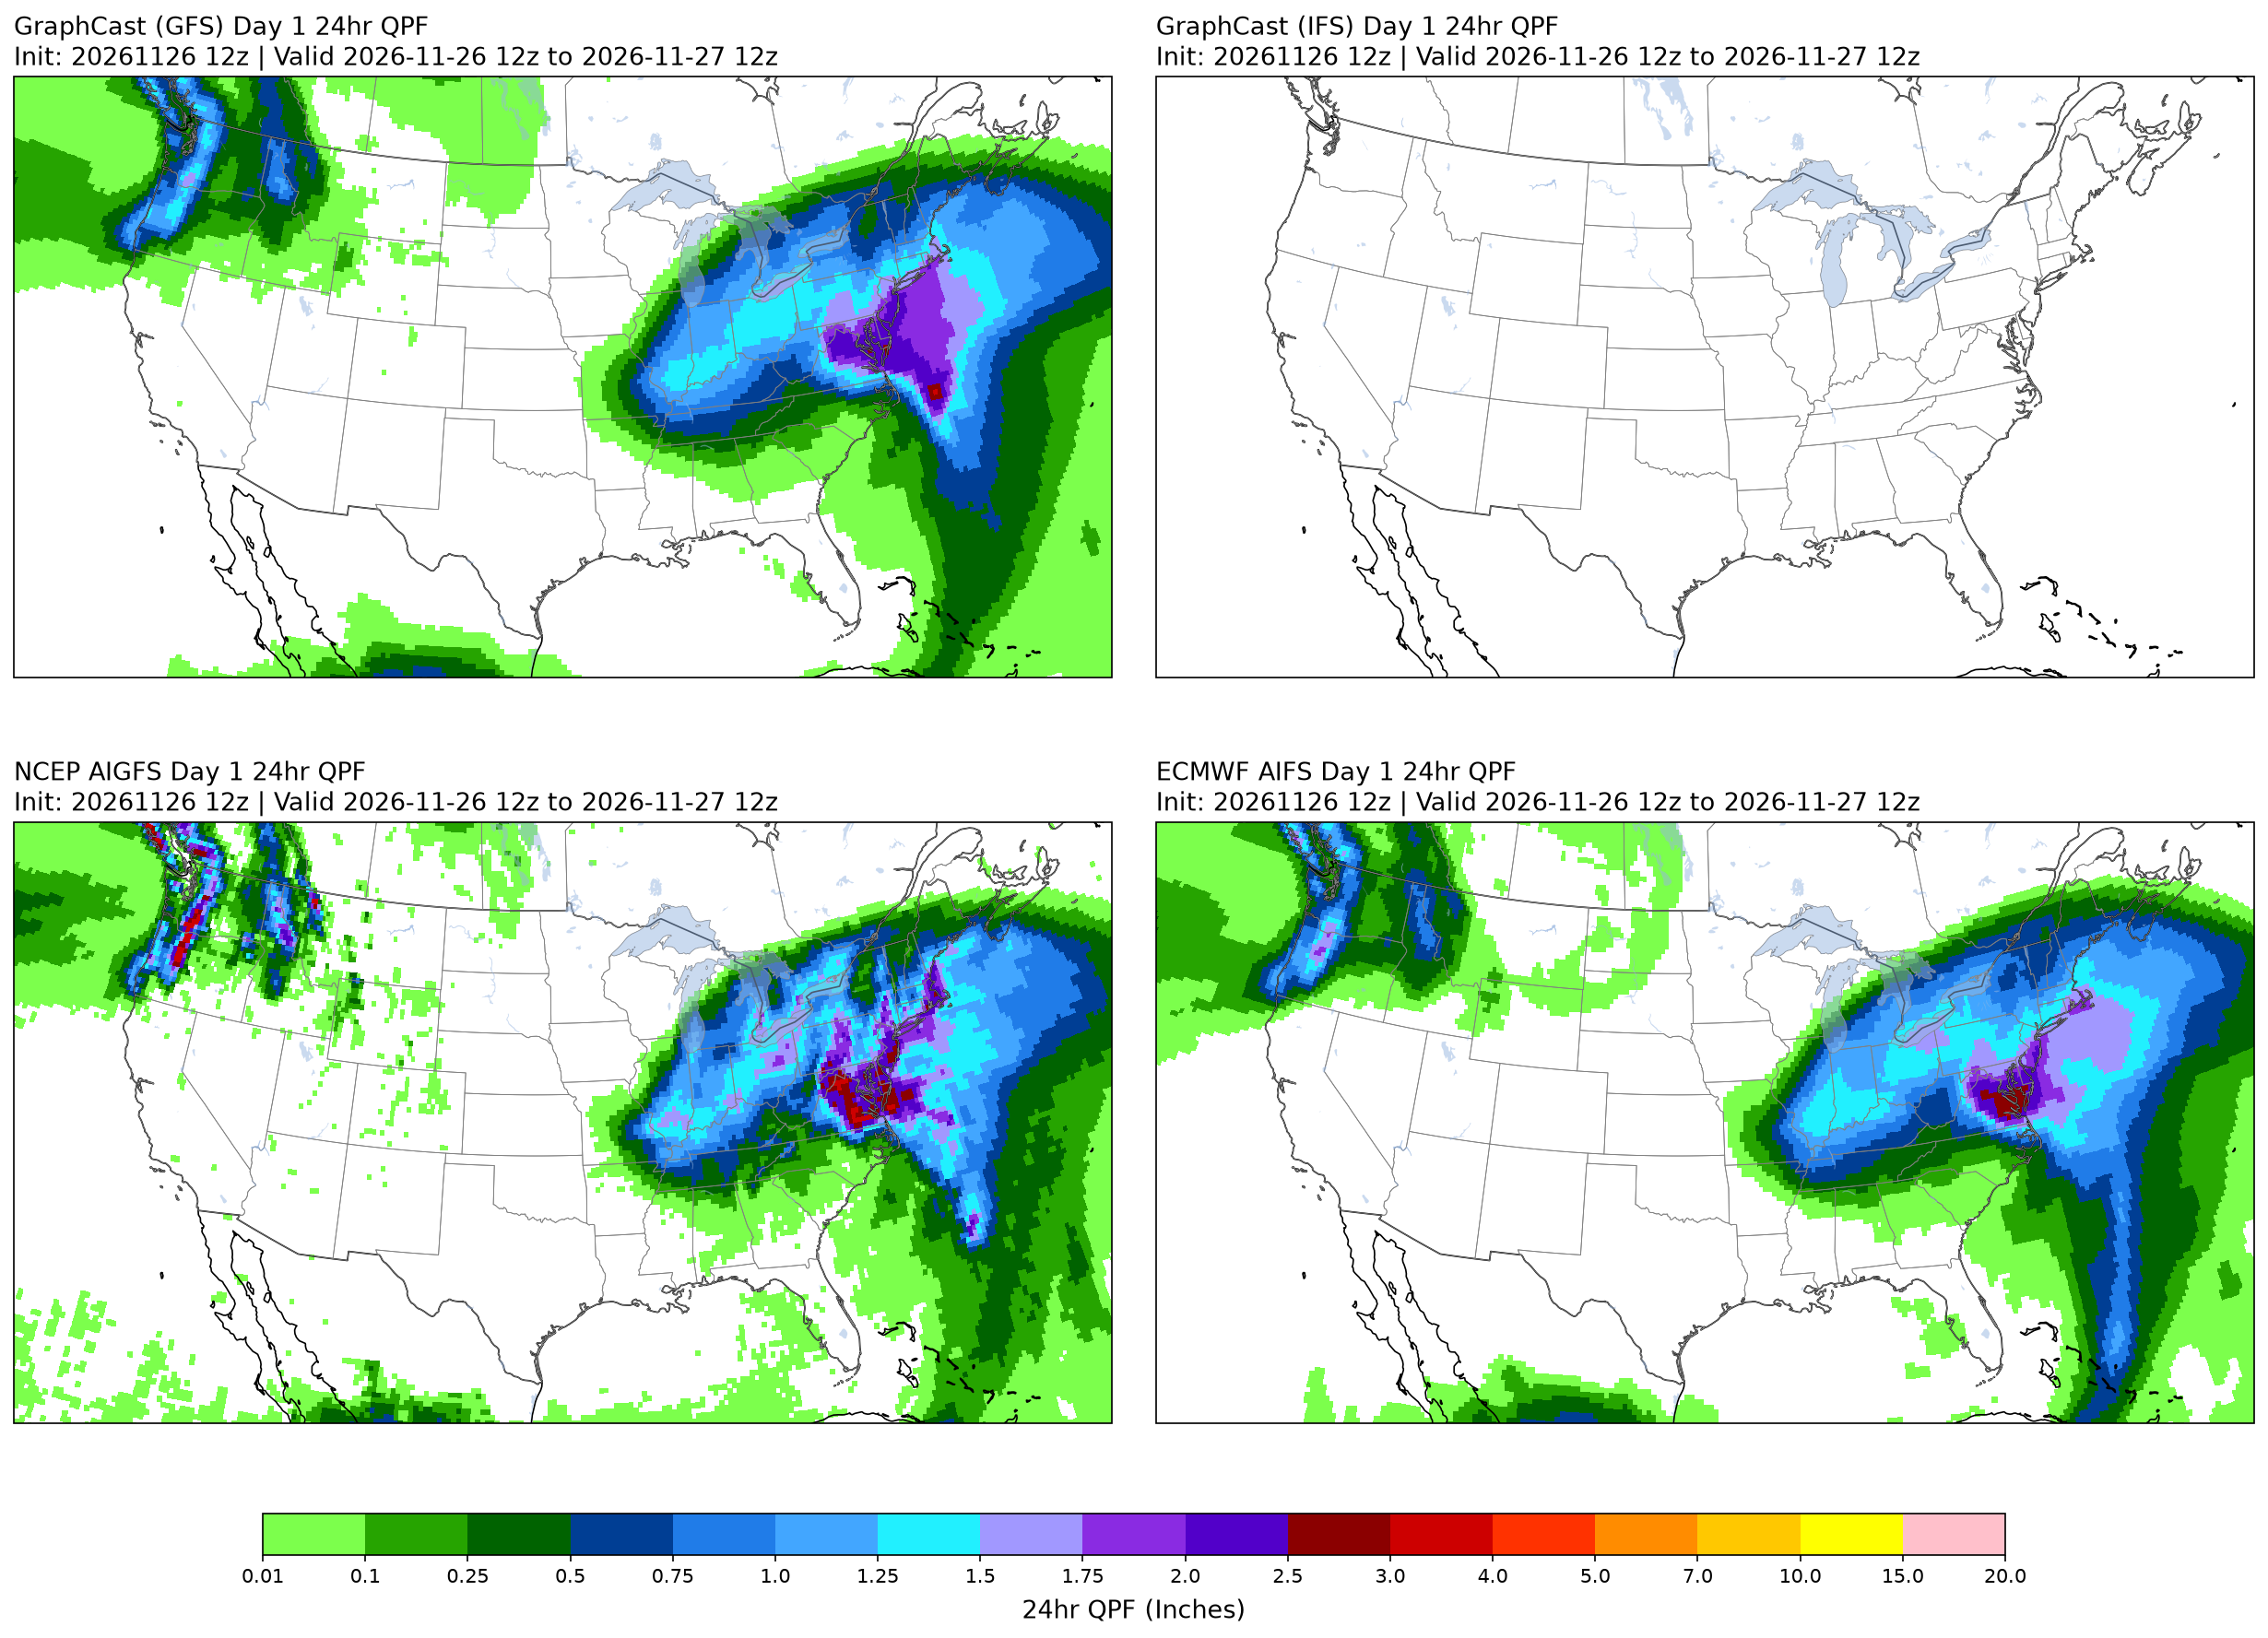 GraphCast (GFS) Day 1 24hr QPF
Init: 20261126 12z | Valid 2026-11-26 12z to 2026-11-27 12z
GraphCast (IFS) Day 1 24hr QPF
Init: 20261126 12z | Valid 2026-11-26 12z to 2026-11-27 12z
NCEP AIGFS Day 1 24hr QPF
Init: 20261126 12z | Valid 2026-11-26 12z to 2026-11-27 12z
ECMWF AIFS Day 1 24hr QPF
Init: 20261126 12z | Valid 2026-11-26 12z to 2026-11-27 12z
0.01 0.1 0.25 0.5 0.75 1.0 1.25 1.5 1.75 2.0 2.5 3.0 4.0 5.0 7.0 10.0 15.0 20.0
24hr QPF (Inches)